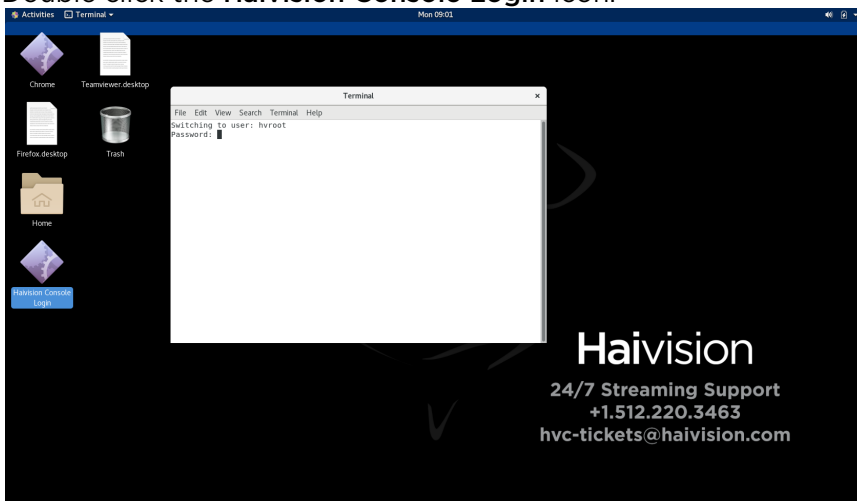 Double click the Haivision Console Login icon.
Activities Terminal Mon 09:01
Chrome Teamviewer.desktop
Firefox.desktop Trash
Home
Haivision Console
Login
Terminal ×
File Edit View Search Terminal Help
Switching to user: hvroot
Password:
Haivision
24/7 Streaming Support
+1.512.220.3463
hvc-tickets@haivision.com